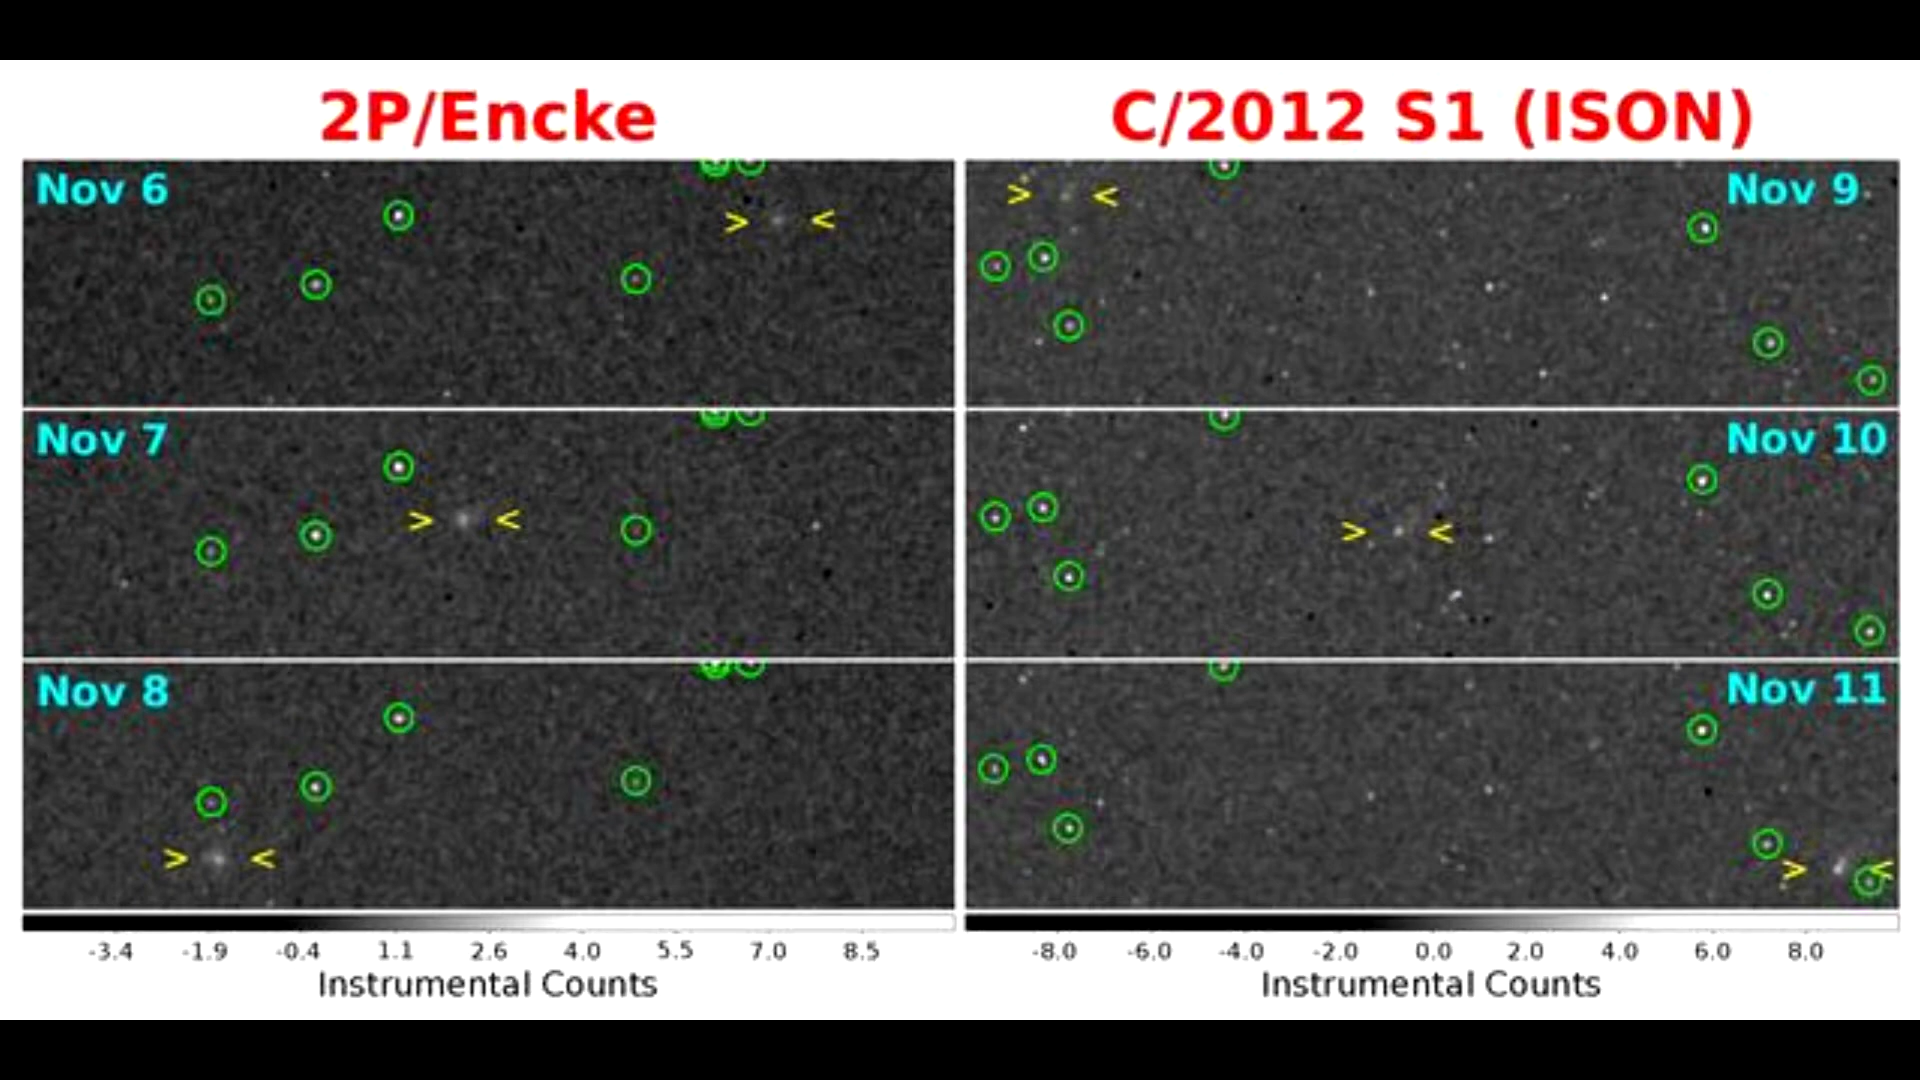 2P/Encke
Nov 6
> <
Nov 7
> <
Nov 8
> <
-3.4 -1.9 -0.4 1.1 2.6 4.0 5.5 7.0 8.5
Instrumental Counts
C/2012 S1 (ISON)
Nov 9
> <
Nov 10
> <
Nov 11
> <
-8.0 -6.0 -4.0 -2.0 0.0 2.0 4.0 6.0 8.0
Instrumental Counts